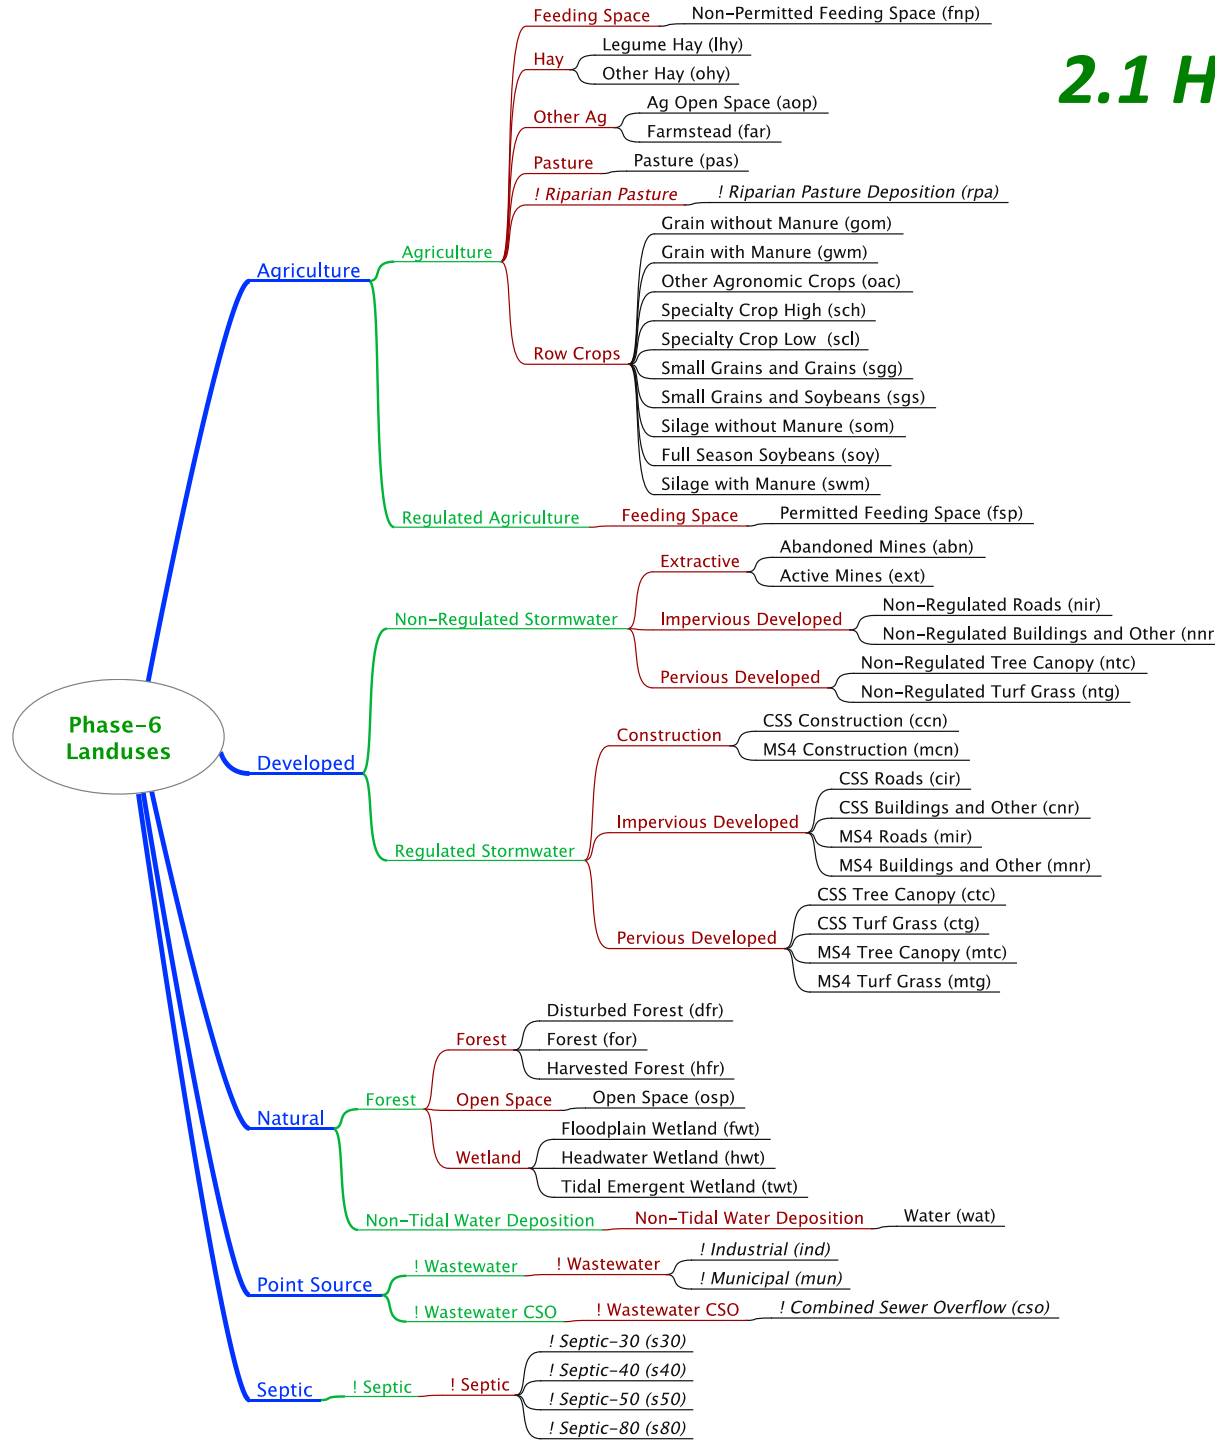 2.1 H
Feeding Space
Non-Permitted Feeding Space (fnp)
Hay
Legume Hay (lhy)
Other Hay (ohy)
Other Ag
Ag Open Space (aop)
Farmstead (far)
Pasture
Pasture (pas)
! Riparian Pasture
! Riparian Pasture Deposition (rpa)
Agriculture
Agriculture
Row Crops
Grain without Manure (gom)
Grain with Manure (gwm)
Other Agronomic Crops (oac)
Specialty Crop High (sch)
Specialty Crop Low (scl)
Small Grains and Grains (sgg)
Small Grains and Soybeans (sgs)
Silage without Manure (som)
Full Season Soybeans (soy)
Silage with Manure (swm)
Regulated Agriculture
Feeding Space
Permitted Feeding Space (fsp)
Phase-6
Landuses
Developed
Non-Regulated Stormwater
Extractive
Abandoned Mines (abn)
Active Mines (ext)
Impervious Developed
Non-Regulated Roads (nir)
Non-Regulated Buildings and Other (nnr
Pervious Developed
Non-Regulated Tree Canopy (ntc)
Non-Regulated Turf Grass (ntg)
Regulated Stormwater
Construction
CSS Construction (ccn)
MS4 Construction (mcn)
Impervious Developed
CSS Roads (cir)
CSS Buildings and Other (cnr)
MS4 Roads (mir)
MS4 Buildings and Other (mnr)
Pervious Developed
CSS Tree Canopy (ctc)
CSS Turf Grass (ctg)
MS4 Tree Canopy (mtc)
MS4 Turf Grass (mtg)
Natural
Forest
Forest
Disturbed Forest (dfr)
Forest (for)
Harvested Forest (hfr)
Open Space
Open Space (osp)
Wetland
Floodplain Wetland (fwt)
Headwater Wetland (hwt)
Tidal Emergent Wetland (twt)
Non-Tidal Water Deposition
Non-Tidal Water Deposition
Water (wat)
Point Source
! Wastewater
! Wastewater
! Industrial (ind)
! Municipal (mun)
! Wastewater CSO
! Wastewater CSO
! Combined Sewer Overflow (cso)
Septic
! Septic
! Septic
! Septic-30 (s30)
! Septic-40 (s40)
! Septic-50 (s50)
! Septic-80 (s80)